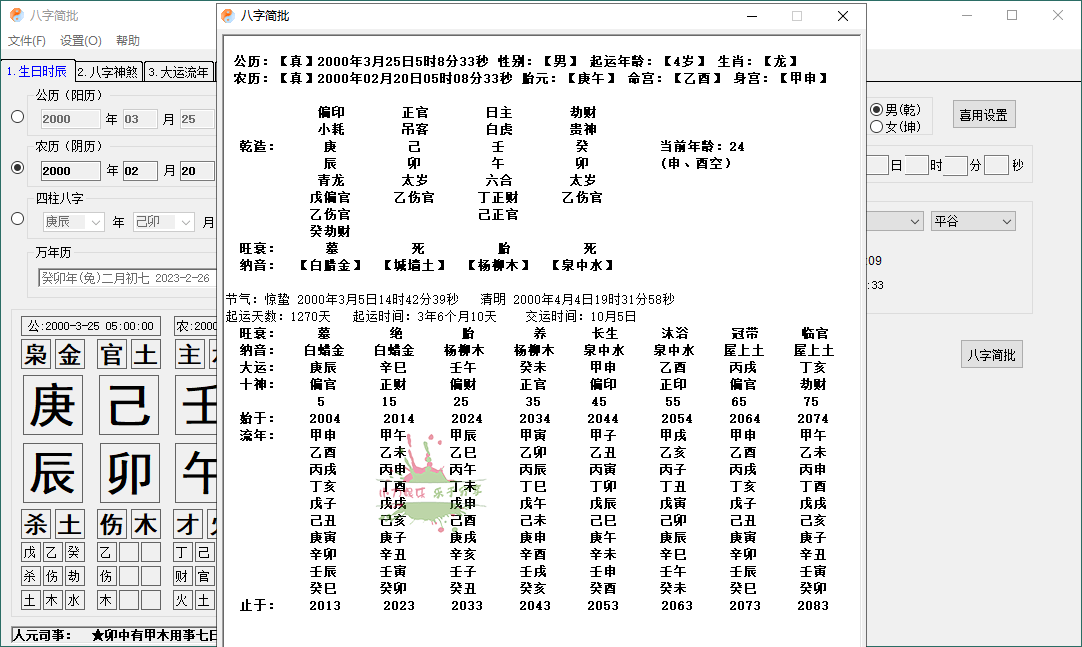 八字简批
文件(F) 设置(O) 帮助
1.生日时辰 2.八字神煞 3.大运流年
公历（阳历）
2000 年 03 月 25
农历（阴历）
2000 年 02 月 20
四柱八字
庚辰 年 己卯 月
万年历
癸卯年(兔)二月初七 2023-2-26
公:2000-3-25 05:00:00 农:2000
枭 金 官 土 主
庚 己 壬
辰 卯 午
杀 土 伤 木 才
戊 乙 癸 乙 丁 己
杀 伤 劫 伤 财 官
土 木 水 木 火 土
人元司事： ★卯中有甲木用事七日
八字简批
公历：【真】2000年3月25日5时8分33秒 性别：【男】 起运年龄：【4岁】 生肖：【龙】
农历：【真】2000年02月20日05时08分33秒 胎元：【庚午】 命宫：【乙酉】 身宫：【甲申】
偏印 正官 日主 劫财
小耗 吊客 白虎 贵神
乾造： 庚 己 壬 癸 当前年龄：24
辰 卯 午 卯 (申、酉空)
青龙 太岁 六合 太岁
戊偏官 乙伤官 丁正财 乙伤官
乙伤官 己正官
癸劫财
旺衰： 墓 死 胎 死
纳音： 【白蜡金】 【城墙土】 【杨柳木】 【泉中水】
节气：惊蛰 2000年3月5日14时42分39秒 清明 2000年4月4日19时31分58秒
起运天数：1270天 起运时间：3年6个月10天 交运时间：10月5日
旺衰： 墓 绝 胎 养 长生 沐浴 冠带 临官
纳音： 白蜡金 白蜡金 杨柳木 杨柳木 泉中水 泉中水 屋上土 屋上土
大运： 庚辰 辛巳 壬午 癸未 甲申 乙酉 丙戌 丁亥
十神： 偏官 正财 偏财 正官 偏印 正印 偏官 劫财
5 15 25 35 45 55 65 75
始于： 2004 2014 2024 2034 2044 2054 2064 2074
流年： 甲申 甲午 甲辰 甲寅 甲子 甲戌 甲申 甲午
乙酉 乙未 乙巳 乙卯 乙丑 乙亥 乙酉 乙未
丙戌 丙申 丙午 丙辰 丙寅 丙子 丙戌 丙申
丁亥 丁酉 丁未 丁巳 丁卯 丁丑 丁亥 丁酉
戊子 戊戌 戊申 戊午 戊辰 戊寅 戊子 戊戌
己丑 己亥 己酉 己未 己巳 己卯 己丑 己亥
庚寅 庚子 庚戌 庚申 庚午 庚辰 庚寅 庚子
辛卯 辛丑 辛亥 辛酉 辛未 辛巳 辛卯 辛丑
壬辰 壬寅 壬子 壬戌 壬申 壬午 壬辰 壬寅
癸巳 癸卯 癸丑 癸亥 癸酉 癸未 癸巳 癸卯
止于： 2013 2023 2033 2043 2053 2063 2073 2083
男(乾)
女(坤)
喜用设置
日 时 分 秒
平谷
:09
:33
八字简批